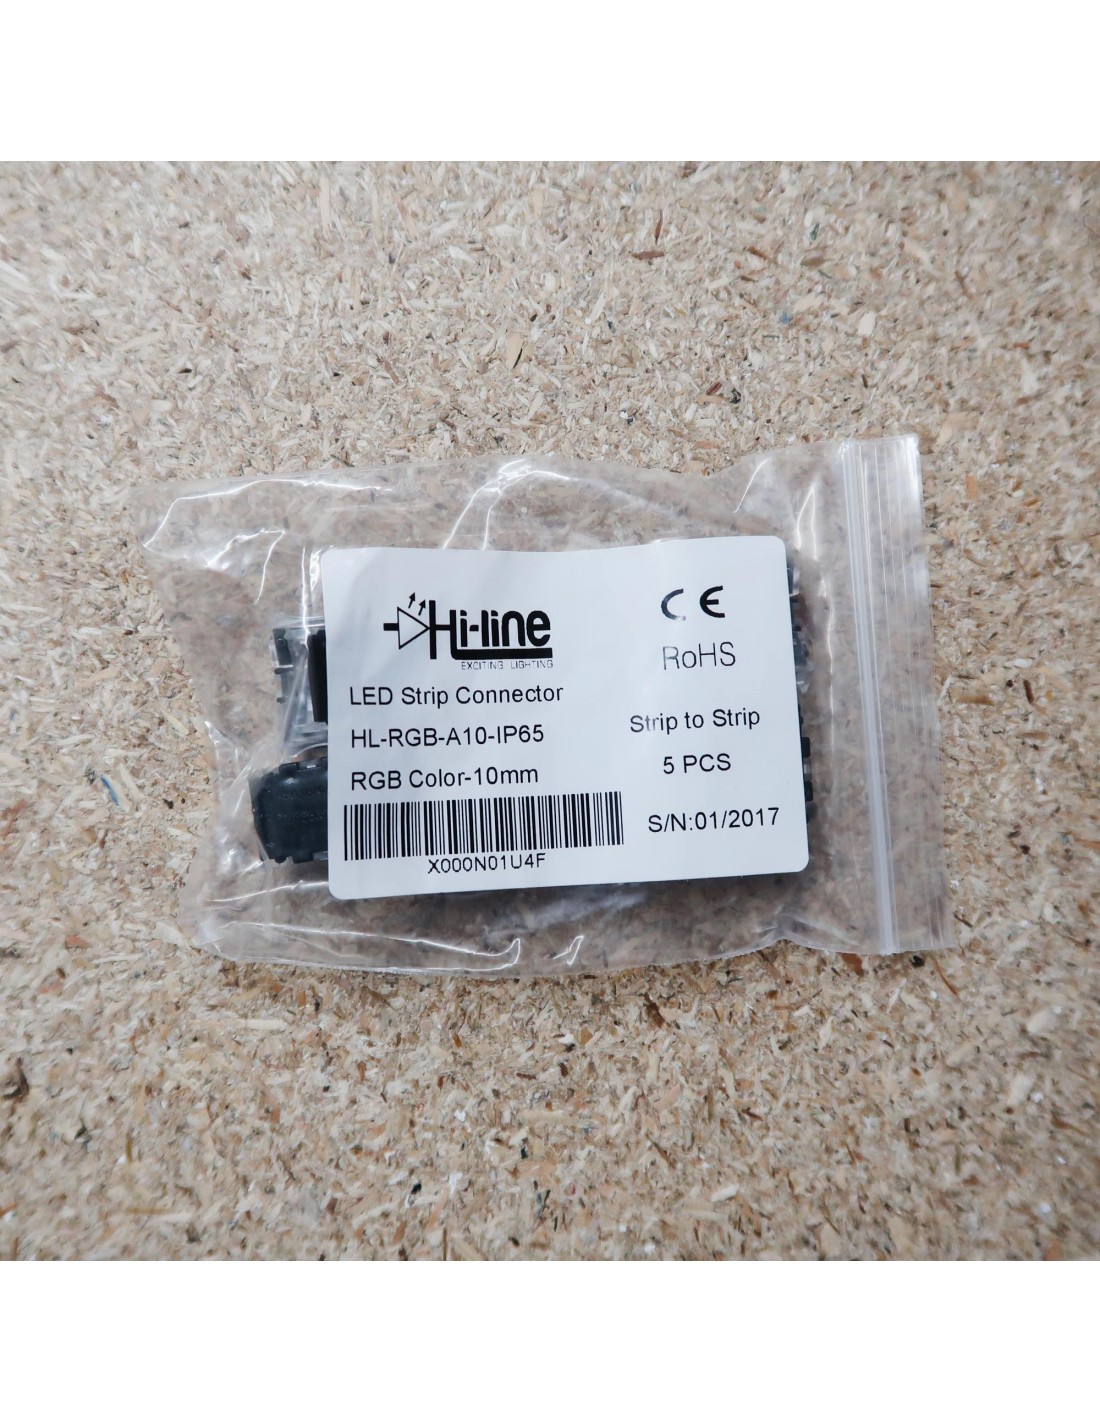 Hi-line
EXCITING LIGHTING
LED Strip Connector
HL-RGB-A10-IP65
RGB Color-10mm
X000N01U4F
CE
RoHS
Strip to Strip
5 PCS
S/N:01/2017